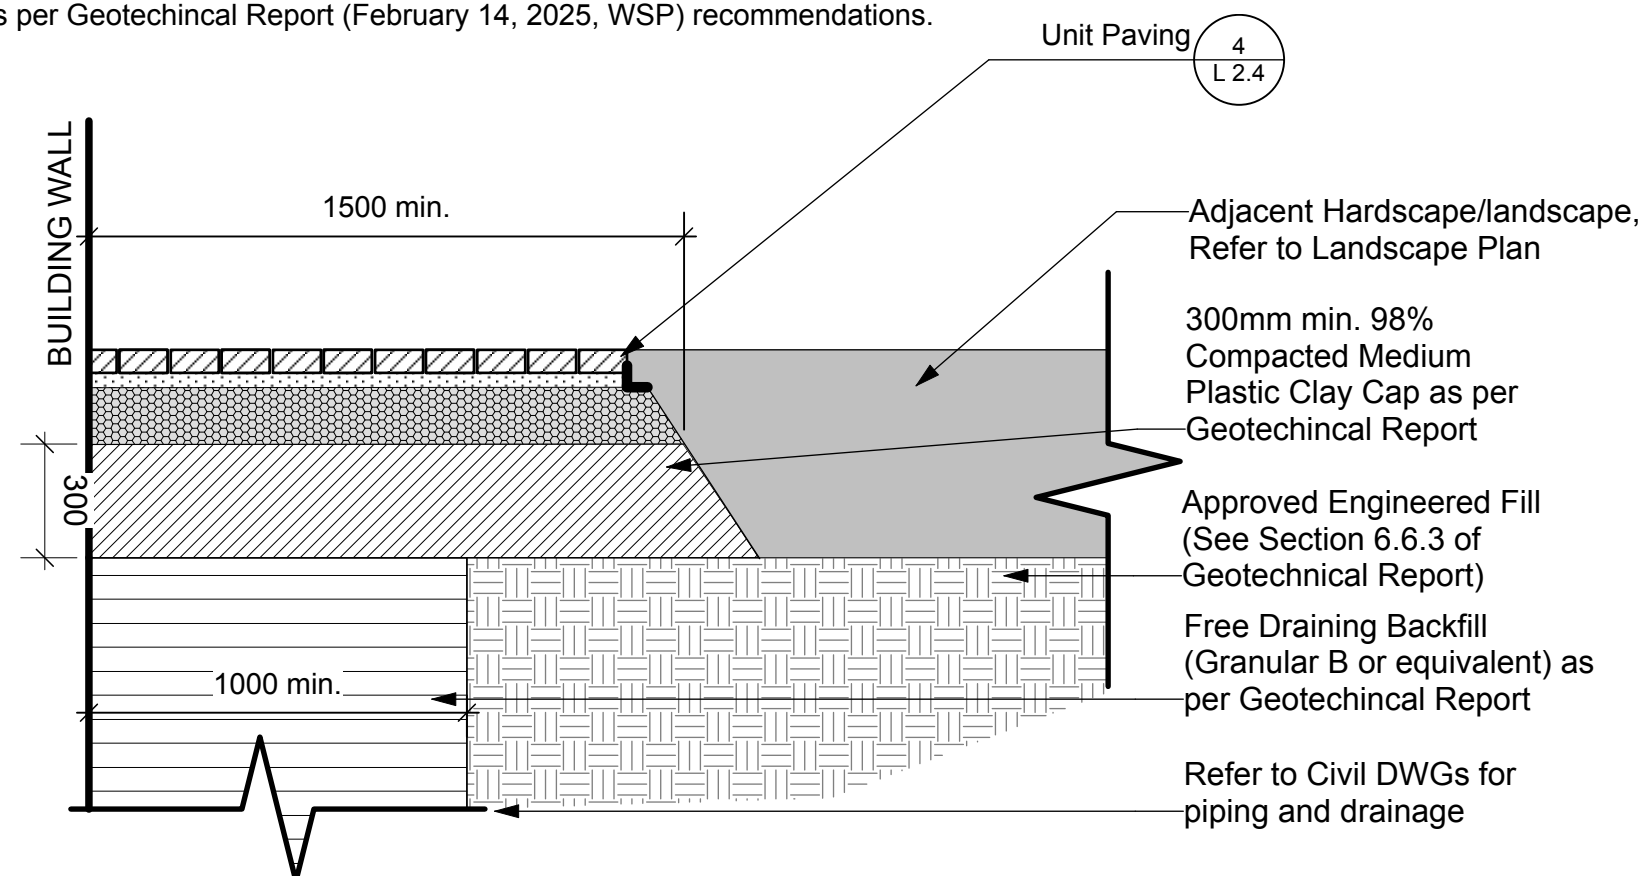 s per Geotechincal Report (February 14, 2025, WSP) recommendations.
Unit Paving
4
L 2.4
BUILDING WALL
1500 min.
Adjacent Hardscape/landscape,
Refer to Landscape Plan
300mm min. 98%
Compacted Medium
Plastic Clay Cap as per
Geotechincal Report
300
Approved Engineered Fill
(See Section 6.6.3 of
Geotechnical Report)
Free Draining Backfill
(Granular B or equivalent) as
per Geotechincal Report
1000 min.
Refer to Civil DWGs for
piping and drainage